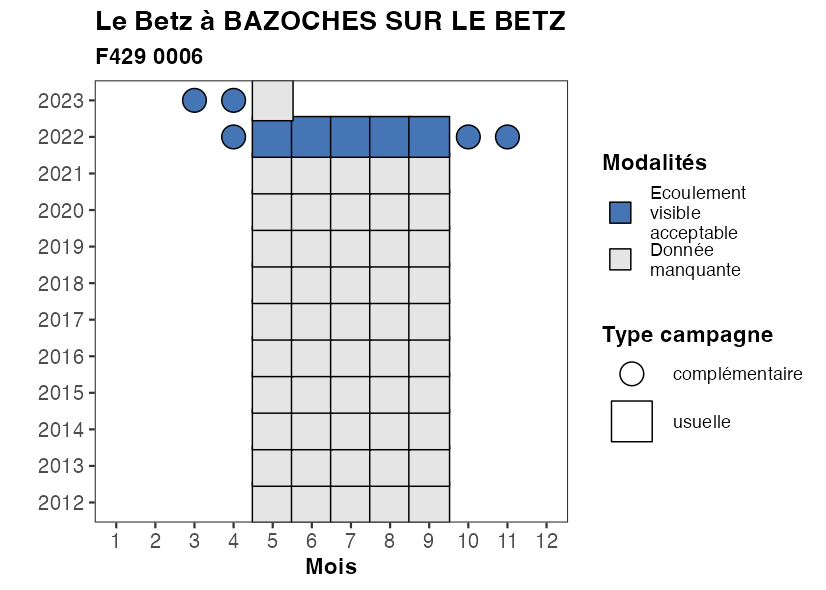 Le Betz à BAZOCHES SUR LE BETZ
F429 0006
2023
2022
2021
2020
2019
2018
2017
2016
2015
2014
2013
2012
1 2 3 4 5 6 7 8 9 10 11 12
Mois
Modalités
Ecoulement
visible
acceptable
Donnée
manquante
Type campagne
complémentaire
usuelle